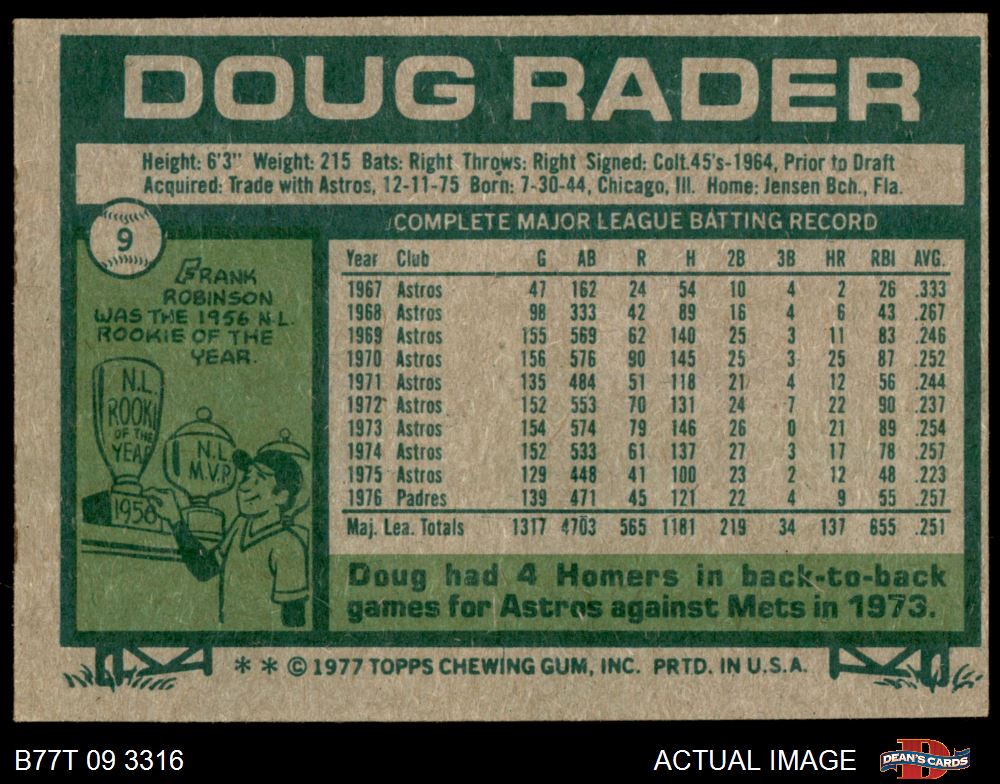 DOUG RADER
Height: 6'3" Weight: 215 Bats: Right Throws: Right Signed: Colt.45's-1964, Prior to Draft
Acquired: Trade with Astros, 12-11-75 Born: 7-30-44, Chicago, Ill. Home: Jensen Bch., Fla.
9
FRANK
ROBINSON
WAS THE 1956 N.L.
ROOKIE OF THE
YEAR.
N.L.
ROOKI
OF THE
YEAR
1956
N.L.
M.V.P.
COMPLETE MAJOR LEAGUE BATTING RECORD
Year Club G AB R H 2B 3B HR RBI AVG.
1967 Astros 47 162 24 54 10 4 2 26 .333
1968 Astros 98 333 42 89 16 4 6 43 .267
1969 Astros 155 569 62 140 25 3 11 83 .246
1970 Astros 156 576 90 145 25 3 25 87 .252
1971 Astros 135 484 51 118 21 4 12 56 .244
1972 Astros 152 553 70 131 24 7 22 90 .237
1973 Astros 154 574 79 146 26 0 21 89 .254
1974 Astros 152 533 61 137 27 3 17 78 .257
1975 Astros 129 448 41 100 23 2 12 48 .223
1976 Padres 139 471 45 121 22 4 9 55 .257
Maj. Lea. Totals 1317 4703 565 1181 219 34 137 655 .251
Doug had 4 Homers in back-to-back
games for Astros against Mets in 1973.
* * © 1977 TOPPS CHEWING GUM, INC. PRTD. IN U.S.A.
B77T 09 3316
ACTUAL IMAGE
D
DEAN'S CARDS